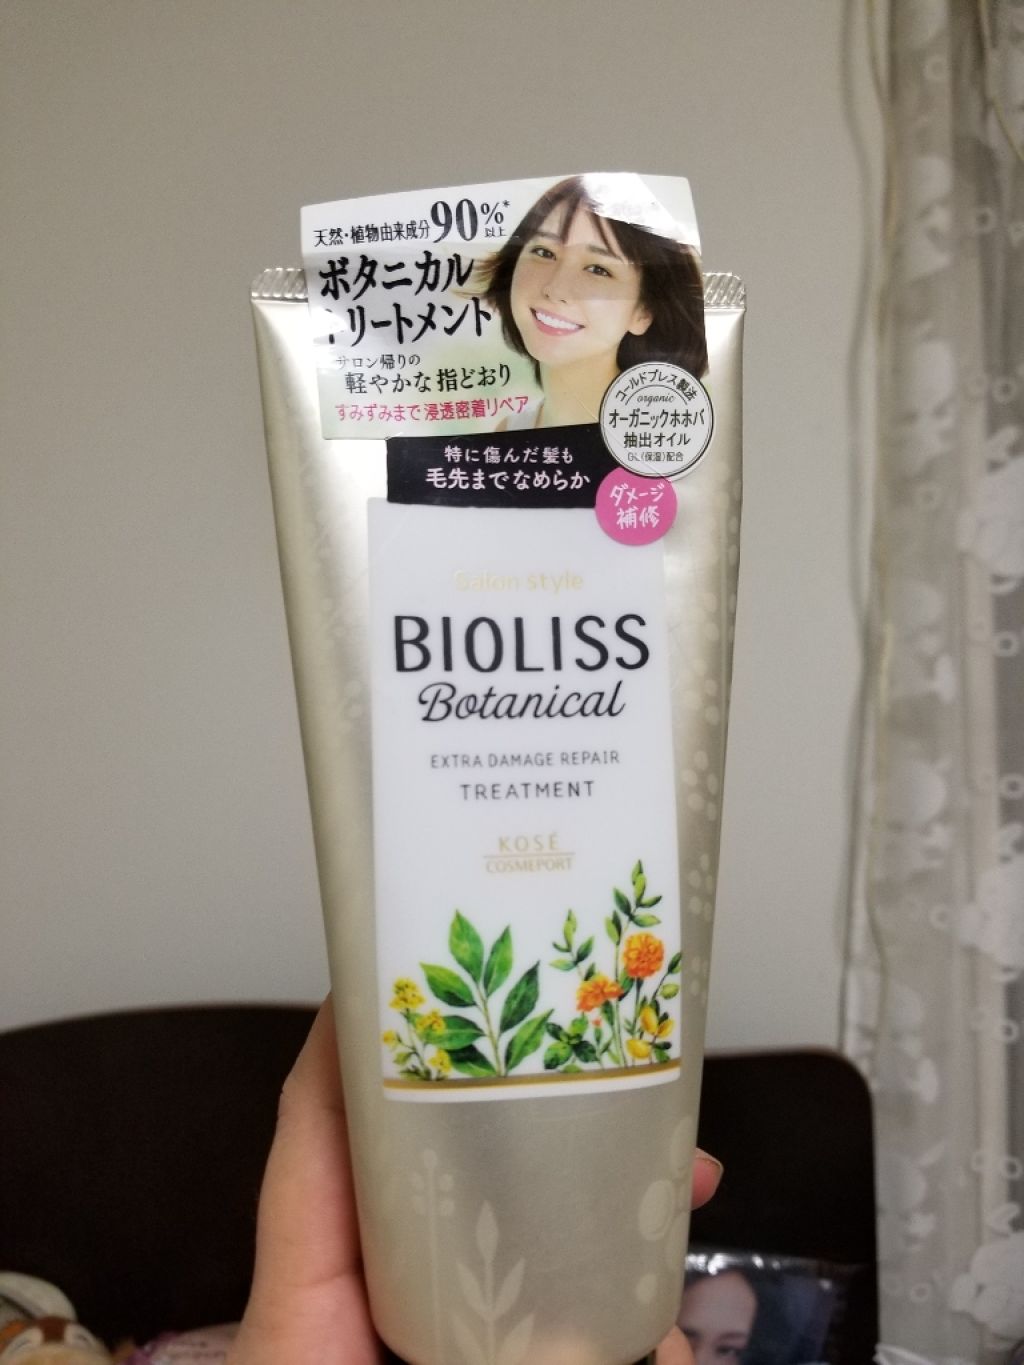 天然・植物由来成分90%*以上
ボタニカル
トリートメント
サロン帰りの
軽やかな指どおり
すみずみまで浸透密着リペア
コールドプレス製法
organic
オーガニックホホバ
抽出オイル
GL(保湿)配合
特に傷んだ髪も
毛先までなめらか
ダメージ
補修
Salon style
BIOLISS
Botanical
EXTRA DAMAGE REPAIR
TREATMENT
KOSÉ
COSMEPORT